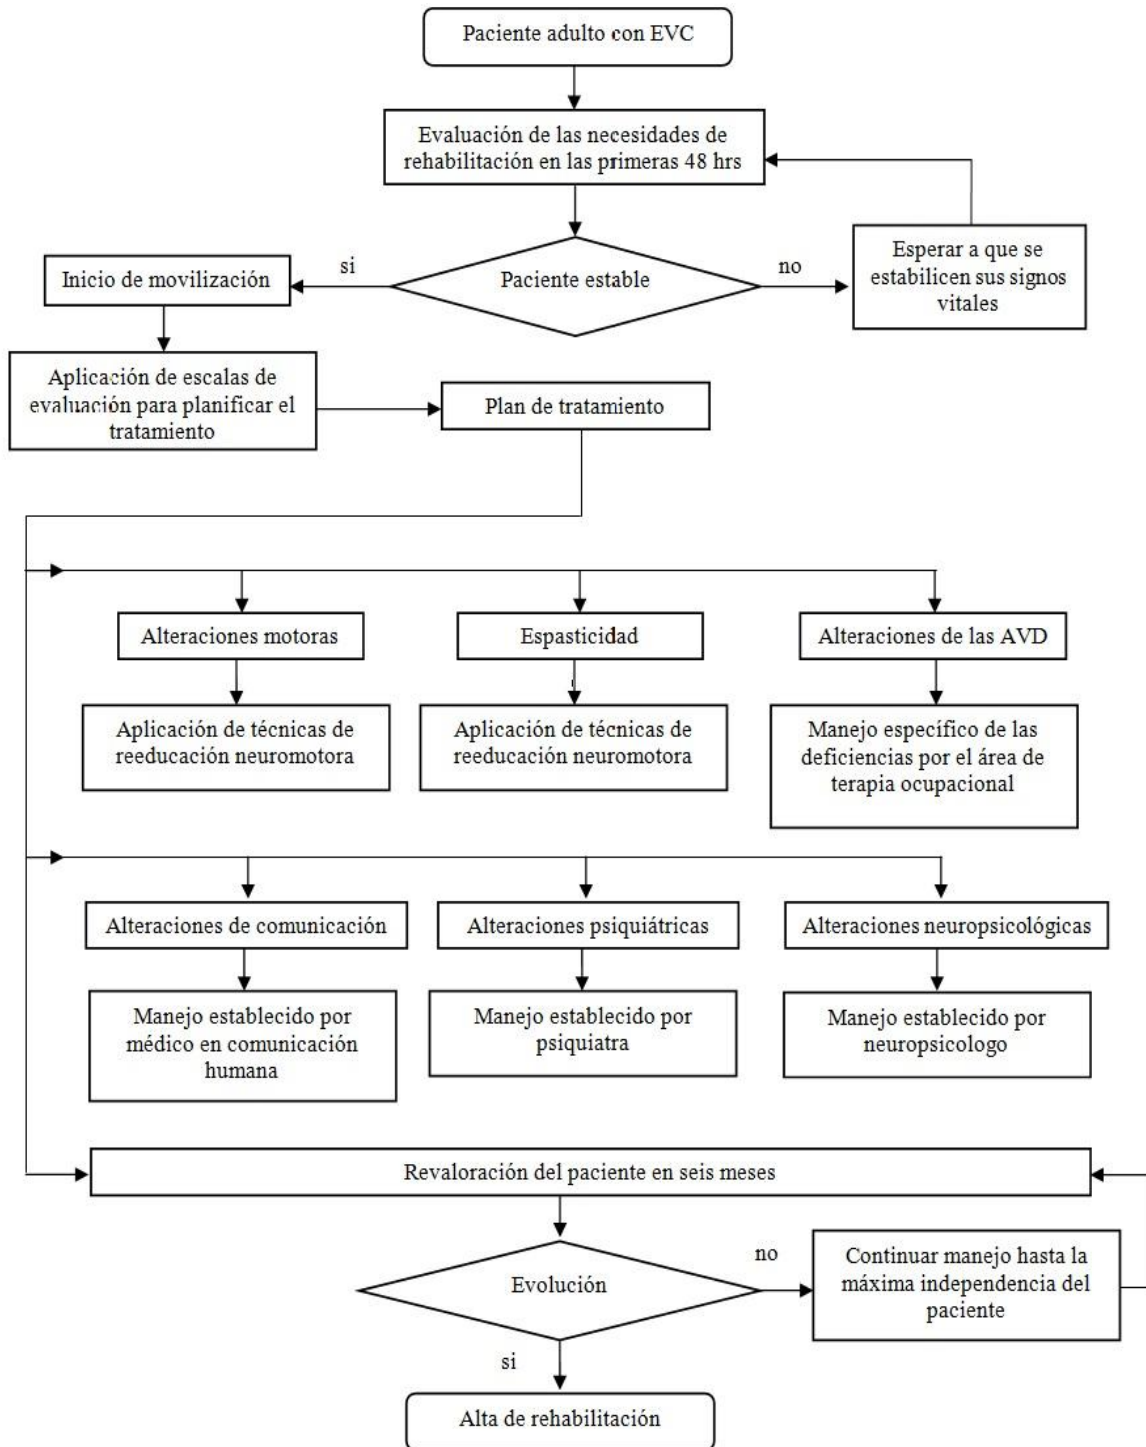 Paciente adulto con EVC
Evaluación de las necesidades de
rehabilitación en las primeras 48 hrs
Inicio de movilización
si
Paciente estable
no
Esperar a que se
estabilicen sus signos
vitales
Aplicación de escalas de
evaluación para planificar el
tratamiento
Plan de tratamiento
Alteraciones motoras
Espasticidad
Alteraciones de las AVD
Aplicación de técnicas de
reeducación neuromotora
Aplicación de técnicas de
reeducación neuromotora
Manejo específico de las
deficiencias por el área de
terapia ocupacional
Alteraciones de comunicación
Alteraciones psiquiátricas
Alteraciones neuropsicológicas
Manejo establecido por
médico en comunicación
humana
Manejo establecido por
psiquiatra
Manejo establecido por
neuropsicologo
Revaloración del paciente en seis meses
Evolución
no
Continuar manejo hasta la
máxima independencia del
paciente
si
Alta de rehabilitación